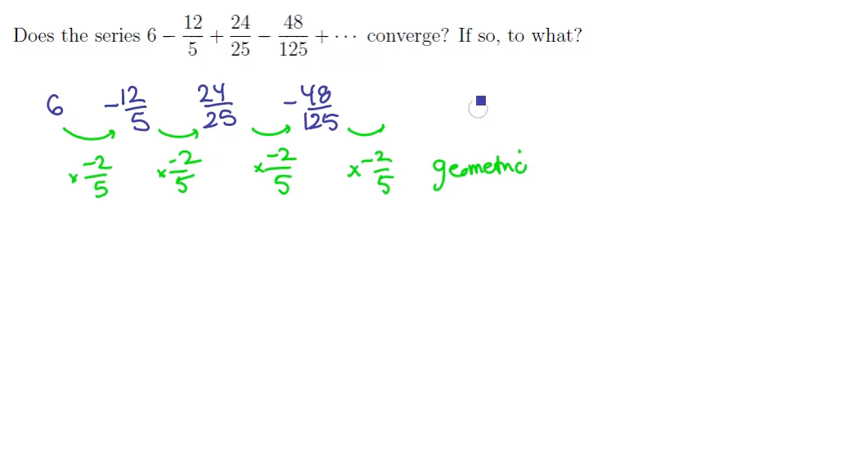 Does the series 6 − 12/5 + 24/25 − 48/125 + ⋯ converge? If so, to what?
6 −12/5 24/25 −48/125
×−2/5 ×−2/5 ×−2/5 ×−2/5 geometric